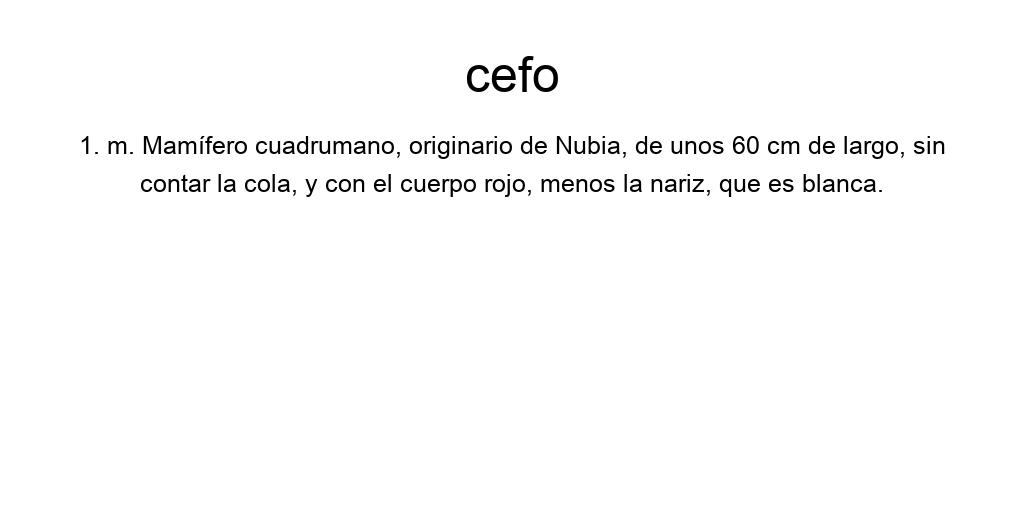 cefo
1. m. Mamífero cuadrumano, originario de Nubia, de unos 60 cm de largo, sin
contar la cola, y con el cuerpo rojo, menos la nariz, que es blanca.